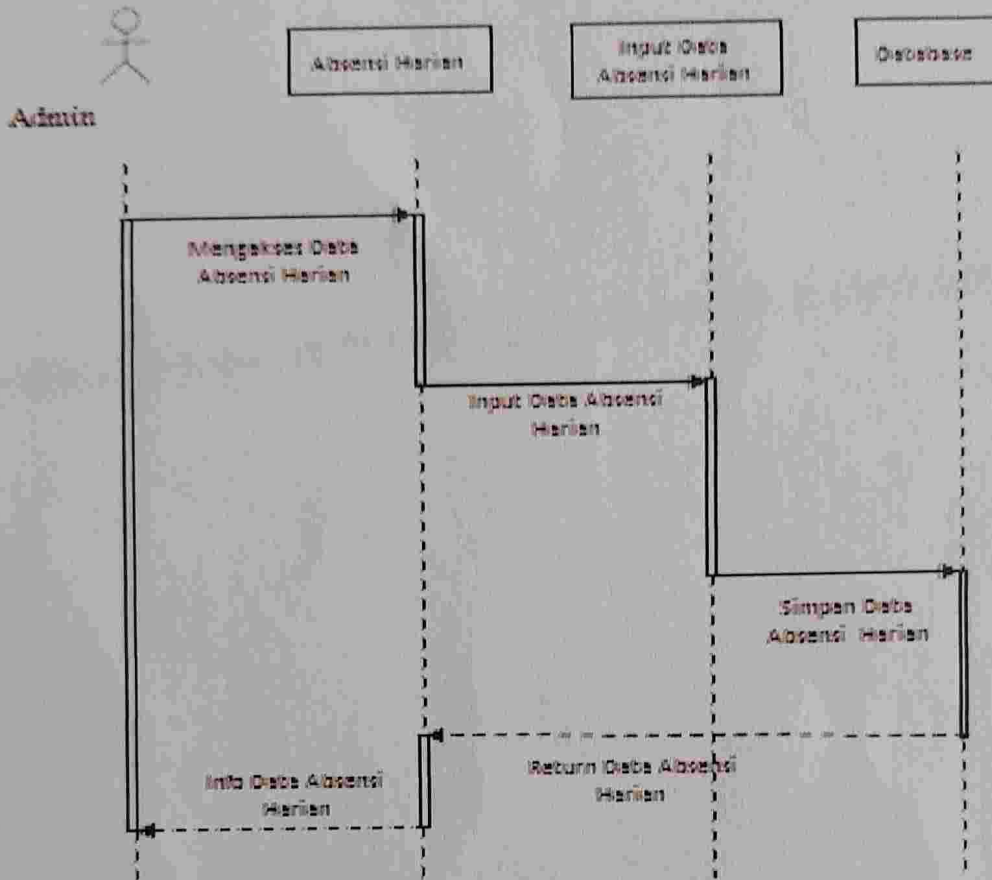 Absensi Harian
Input Data
Absensi Harian
Database
Admin
Mengakses Data
Absensi Harian
Input Data Absensi
Harian
Simpan Data
Absensi Harian
Return Data Absensi
Harian
Info Data Absensi
Harian